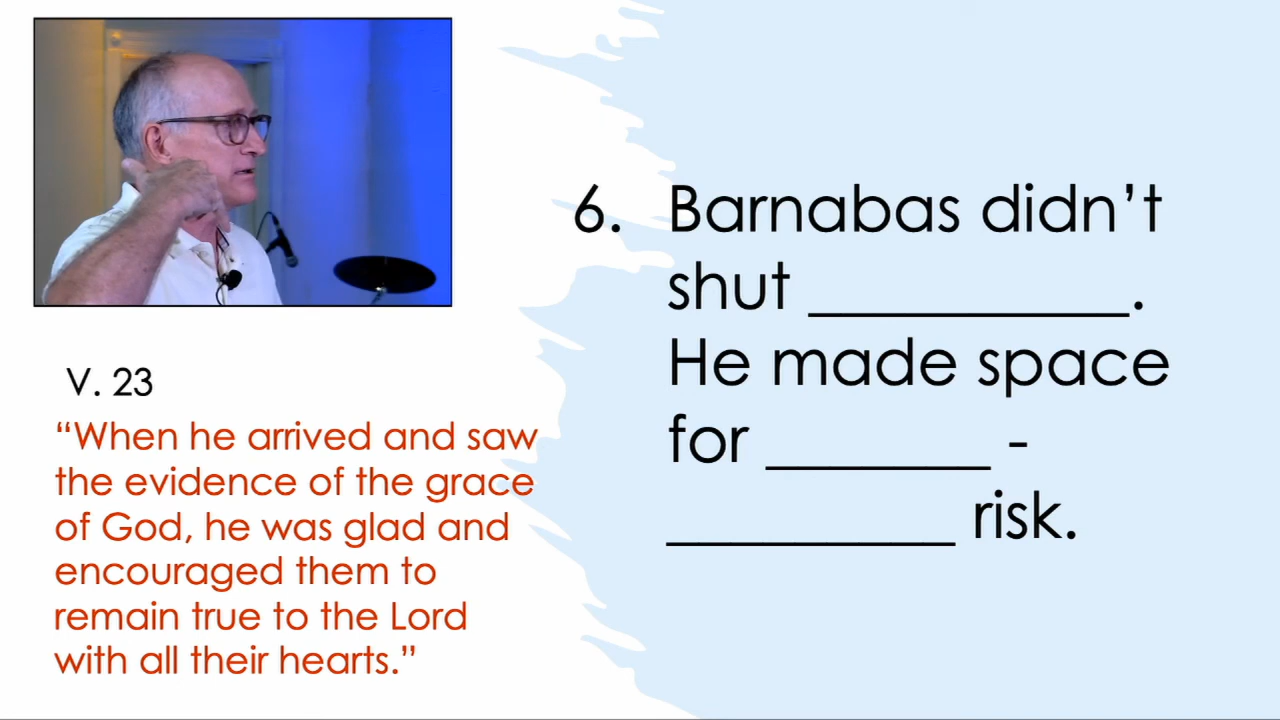 V. 23
“When he arrived and saw
the evidence of the grace
of God, he was glad and
encouraged them to
remain true to the Lord
with all their hearts.”
6. Barnabas didn’t
shut __________.
He made space
for _______ -
_________ risk.